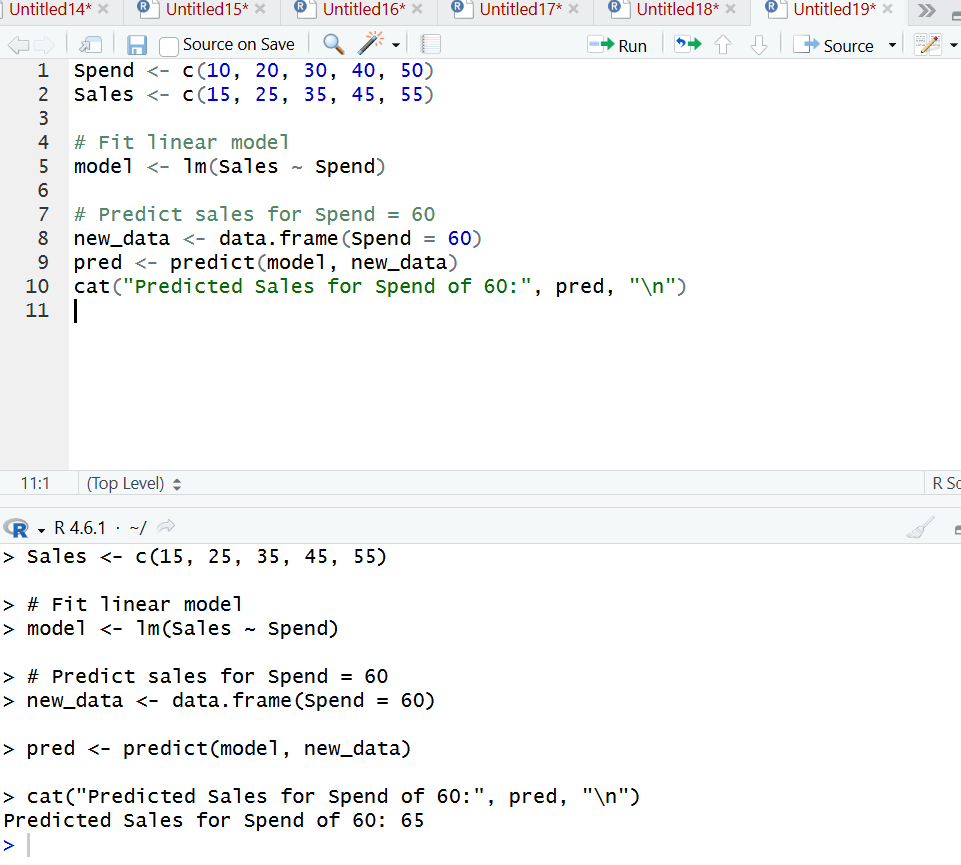 Untitled14* Untitled15* Untitled16* Untitled17* Untitled18* Untitled19*
Source on Save Run Source
1 Spend <- c(10, 20, 30, 40, 50)
2 Sales <- c(15, 25, 35, 45, 55)
3
4 # Fit linear model
5 model <- lm(Sales ~ Spend)
6
7 # Predict sales for Spend = 60
8 new_data <- data.frame(Spend = 60)
9 pred <- predict(model, new_data)
10 cat("Predicted Sales for Spend of 60:", pred, "\n")
11
11:1 (Top Level) R Sc
R 4.6.1 · ~/
> Sales <- c(15, 25, 35, 45, 55)
> # Fit linear model
> model <- lm(Sales ~ Spend)
> # Predict sales for Spend = 60
> new_data <- data.frame(Spend = 60)
> pred <- predict(model, new_data)
> cat("Predicted Sales for Spend of 60:", pred, "\n")
Predicted Sales for Spend of 60: 65
>